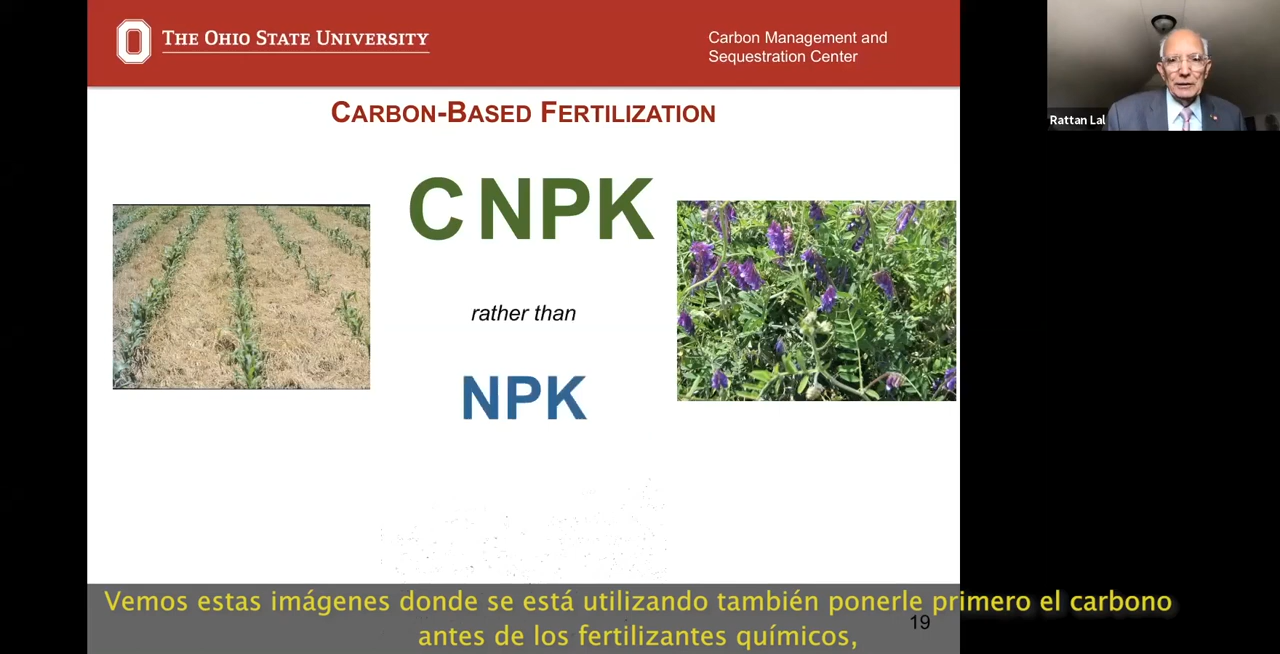 THE OHIO STATE UNIVERSITY
Carbon Management and
Sequestration Center
Rattan Lal
CARBON-BASED FERTILIZATION
C NPK
rather than
NPK
Vemos estas imágenes donde se está utilizando también ponerle primero el carbono
antes de los fertilizantes químicos,
19